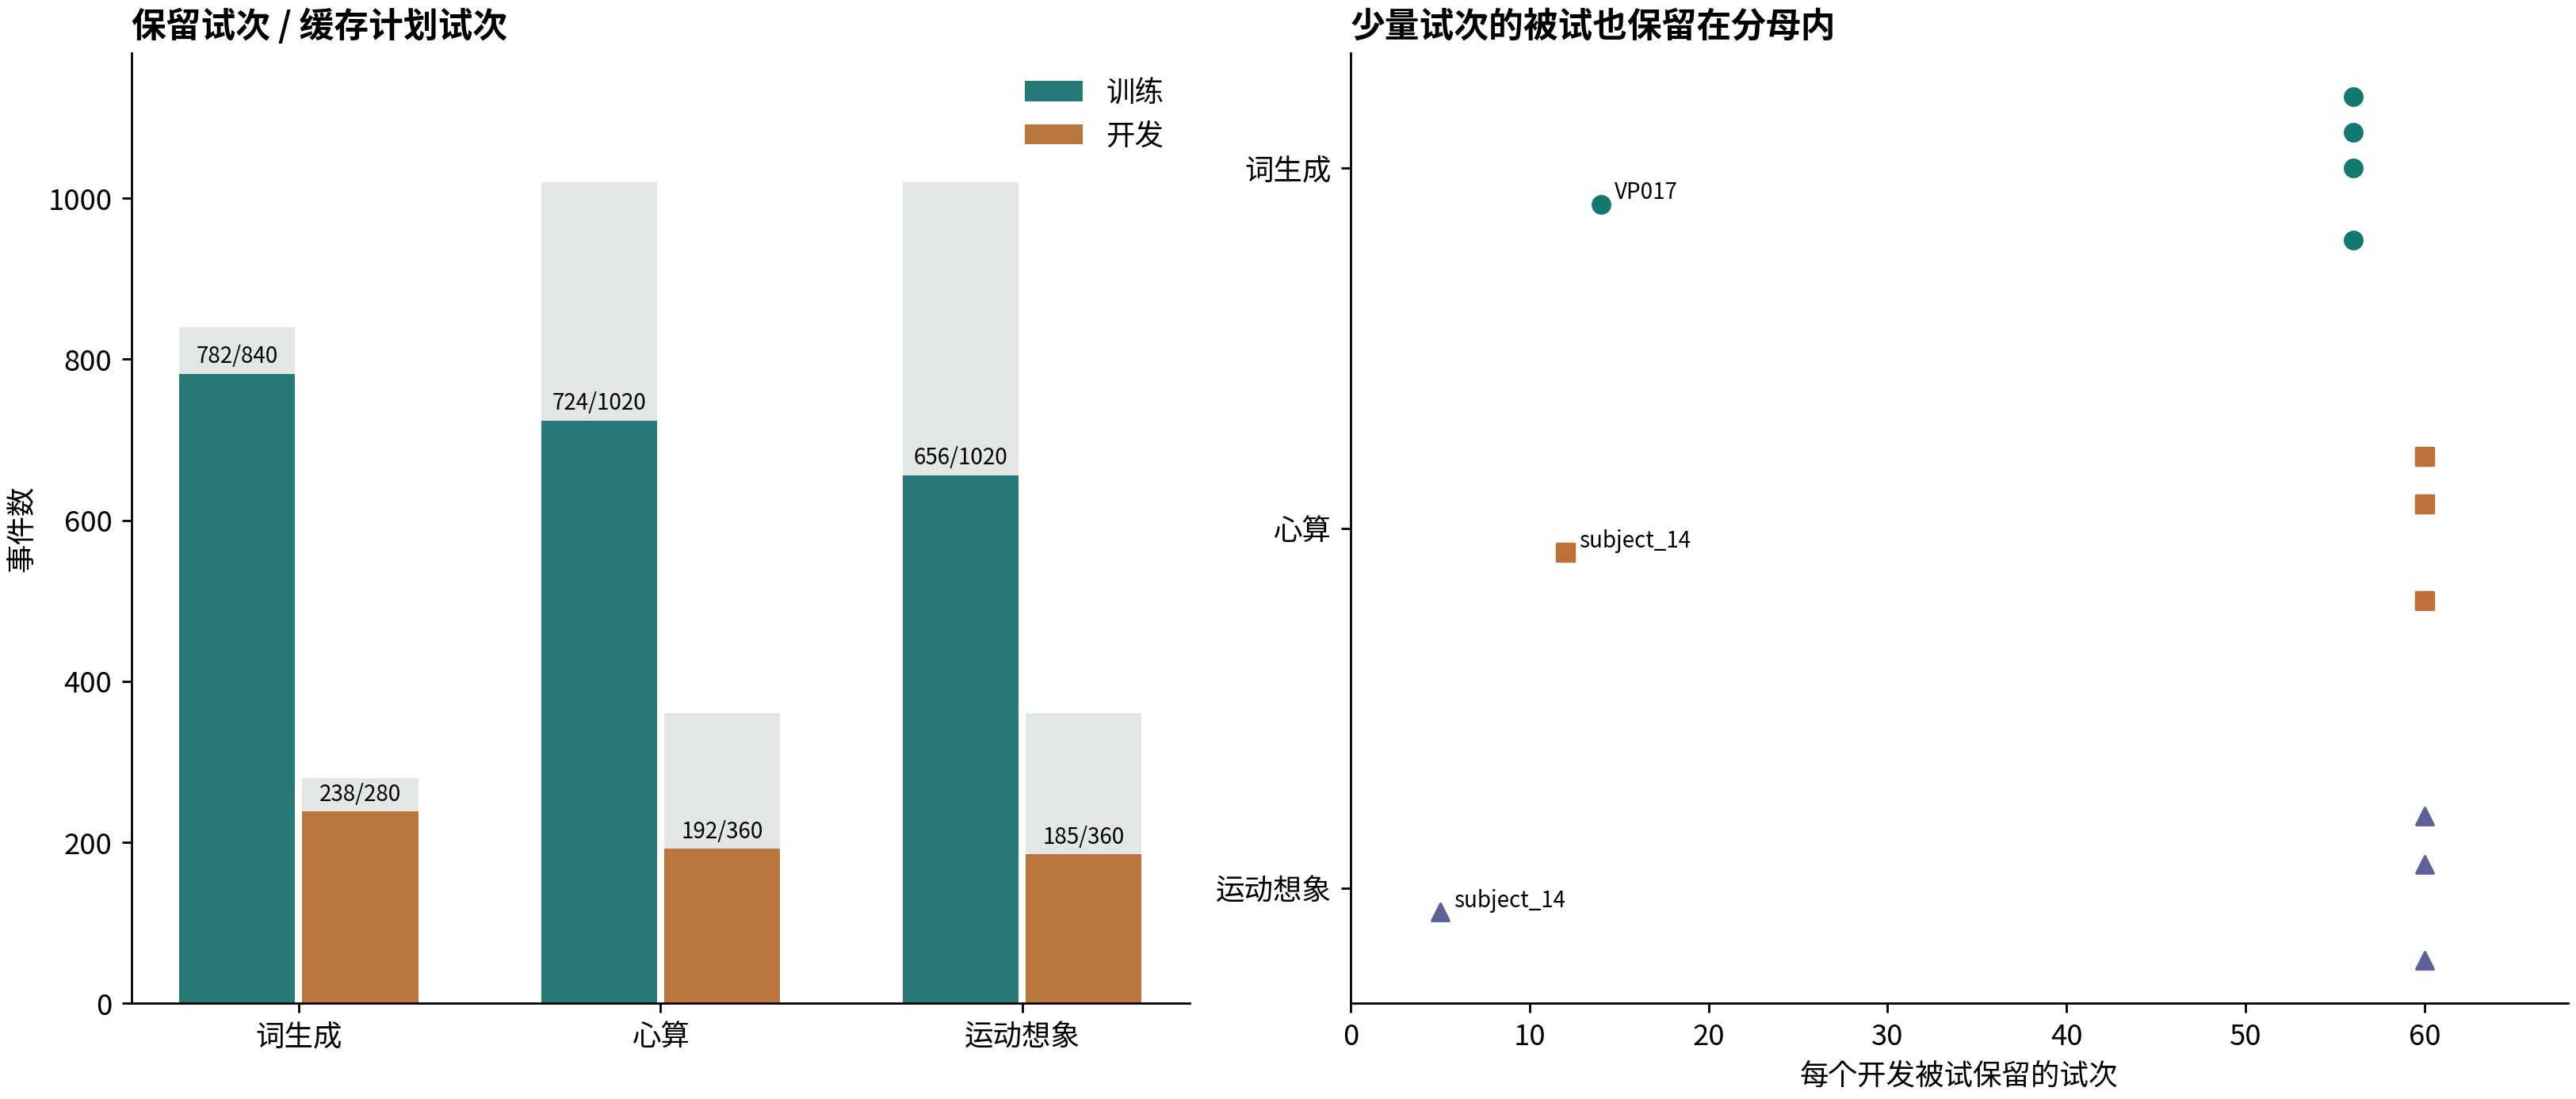 保留试次 / 缓存计划试次
训练
开发
事件数
1000
800
600
400
200
0
782/840
724/1020
656/1020
238/280
192/360
185/360
词生成
心算
运动想象
少量试次的被试也保留在分母内
词生成
心算
运动想象
VP017
subject_14
subject_14
0
10
20
30
40
50
60
每个开发被试保留的试次